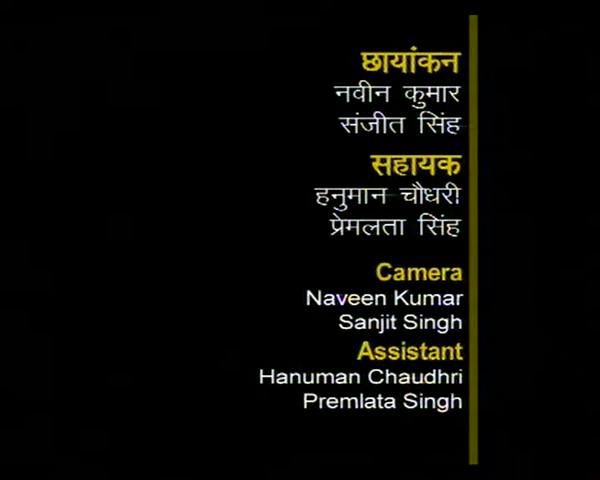 छायांकन
नवीन कुमार
संजीत सिंह
सहायक
हनुमान चौधरी
प्रेमलता सिंह
Camera
Naveen Kumar
Sanjit Singh
Assistant
Hanuman Chaudhri
Premlata Singh